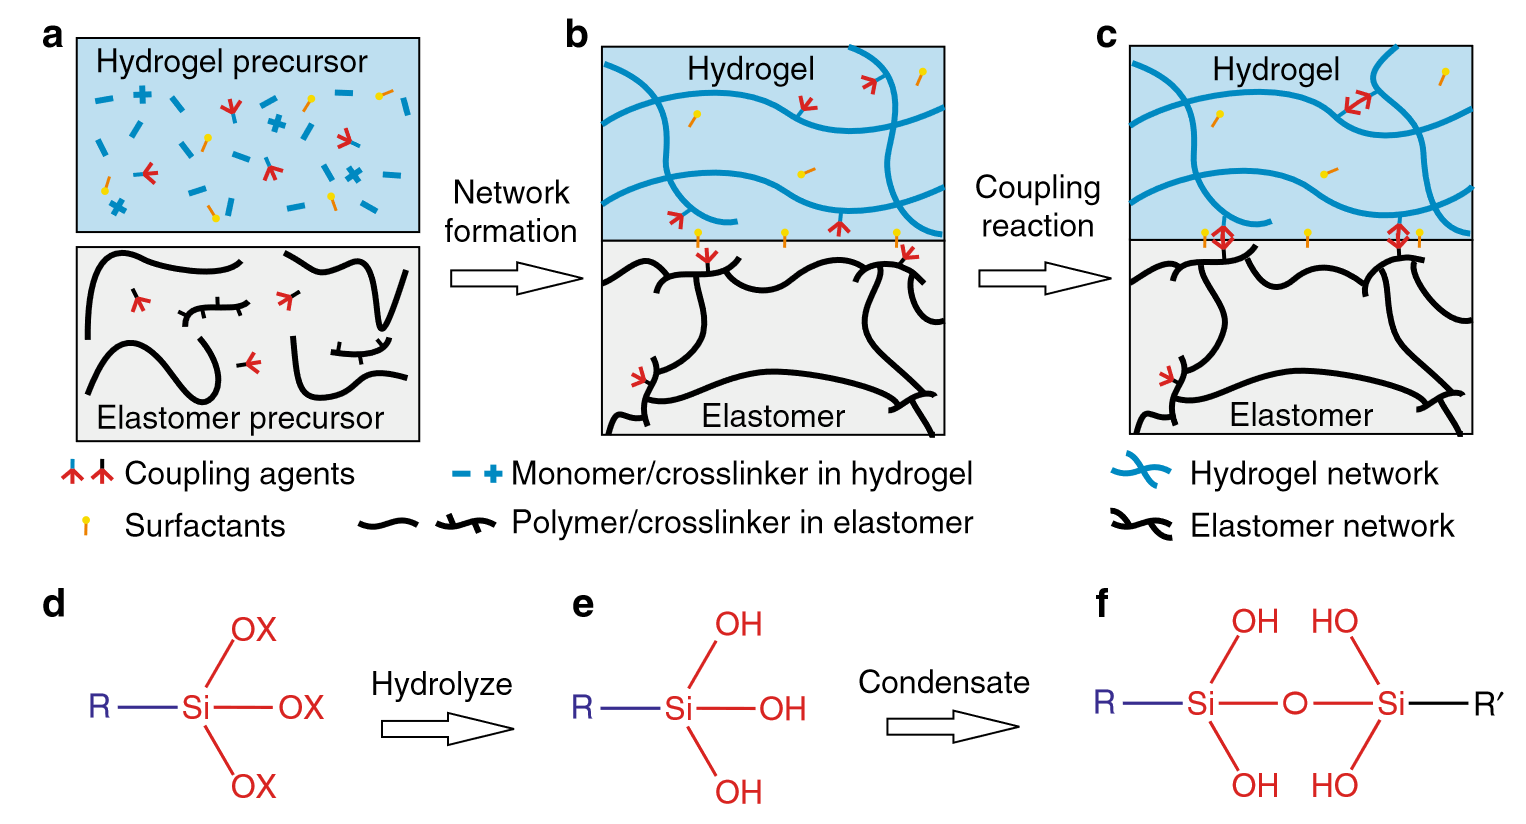 a
Hydrogel precursor
Elastomer precursor
Network
formation
b
Hydrogel
Elastomer
Coupling
reaction
c
Hydrogel
Elastomer
Coupling agents
Monomer/crosslinker in hydrogel
Hydrogel network
Surfactants
Polymer/crosslinker in elastomer
Elastomer network
d
OX
R Si OX
OX
Hydrolyze
e
OH
R Si OH
OH
Condensate
f
OH HO
R Si O Si R′
OH HO